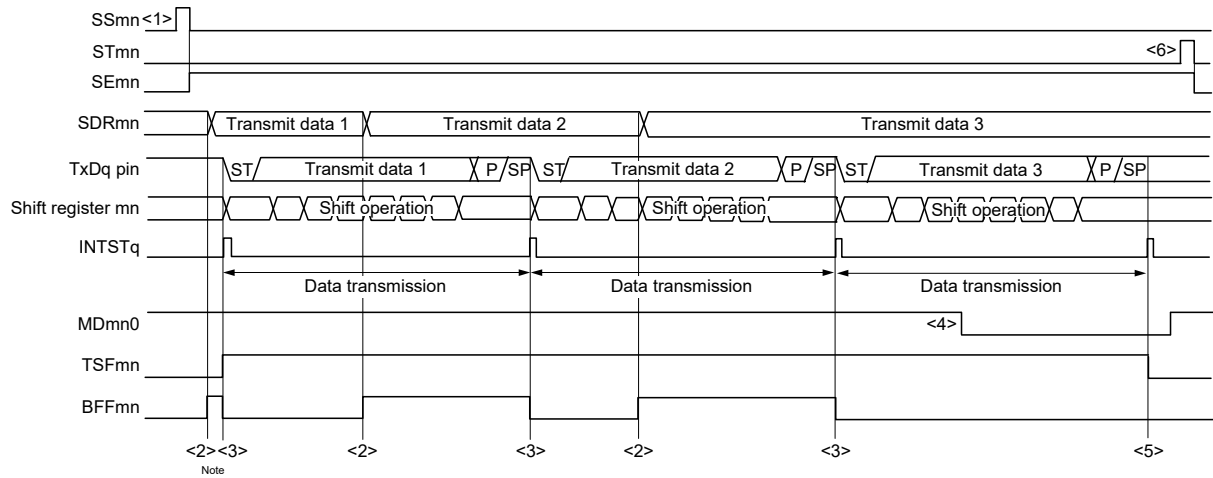 SSmn <1>
STmn <6>
SEmn
SDRmn Transmit data 1 Transmit data 2 Transmit data 3
TxDq pin ST Transmit data 1 P SP ST Transmit data 2 P SP ST Transmit data 3 P SP
Shift register mn Shift operation Shift operation Shift operation
INTSTq
Data transmission Data transmission Data transmission
MDmn0 <4>
TSFmn
BFFmn
<2> <3> <2> <3> <2> <3> <5>
Note